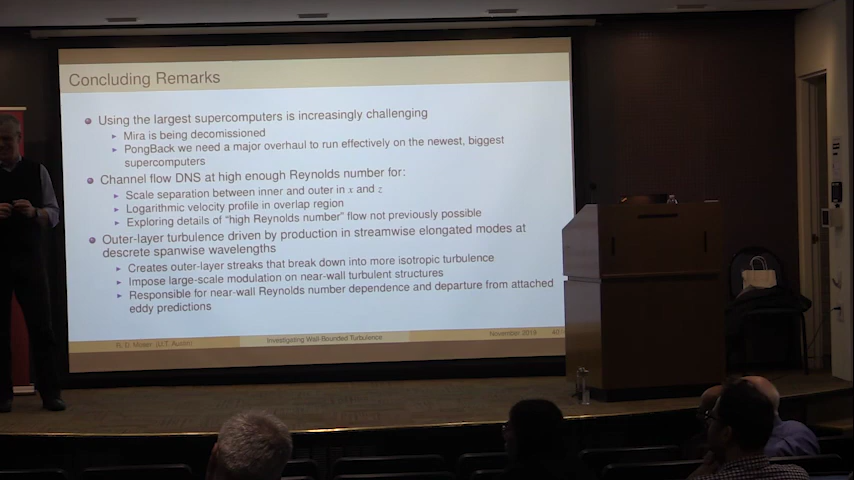 Concluding Remarks
Using the largest supercomputers is increasingly challenging
Mira is being decomissioned
PongBack we need a major overhaul to run effectively on the newest, biggest
supercomputers
Channel flow DNS at high enough Reynolds number for:
Scale separation between inner and outer in x and z
Logarithmic velocity profile in overlap region
Exploring details of "high Reynolds number" flow not previously possible
Outer-layer turbulence driven by production in streamwise elongated modes at
descrete spanwise wavelengths
Creates outer-layer streaks that break down into more isotropic turbulence
Impose large-scale modulation on near-wall turbulent structures
Responsible for near-wall Reynolds number dependence and departure from attached
eddy predictions
R. D. Moser (U.T. Austin) Investigating Wall-Bounded Turbulence November 2019